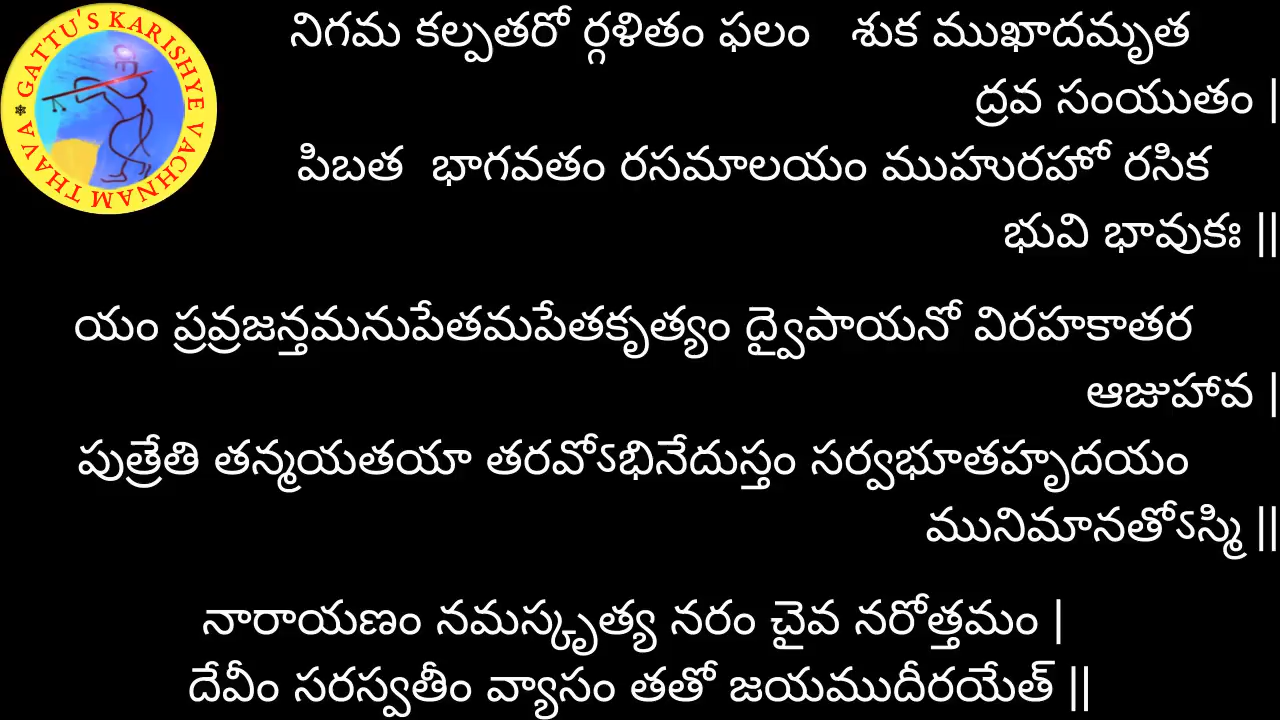 GATTU'S KARISHYE VACHNAM THAVA
నిగమ కల్పతరో ర్గళితం ఫలం శుక ముఖాదమృత
ద్రవ సంయుతం |
పిబత భాగవతం రసమాలయం ముహురహో రసిక
భువి భావుకః ||
యం ప్రవ్రజన్తమనుపేతమపేతకృత్యం ద్వైపాయనో విరహకాతర
ఆజుహావ |
పుత్రేతి తన్మయతయా తరవోఽభినేదుస్తం సర్వభూతహృదయం
మునిమానతోఽస్మి ||
నారాయణం నమస్కృత్య నరం చైవ నరోత్తమం |
దేవీం సరస్వతీం వ్యాసం తతో జయముదీరయేత్ ||